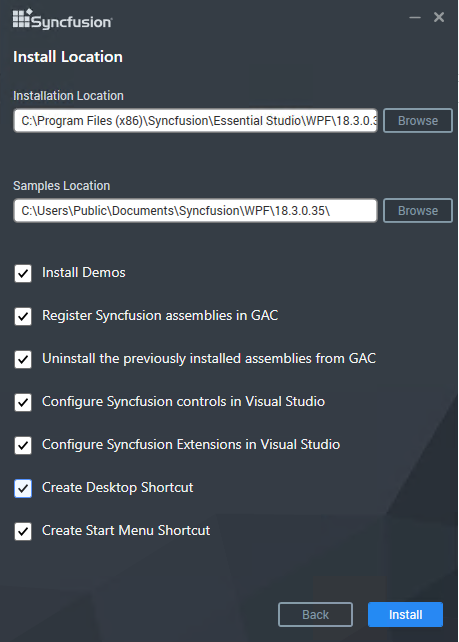 Syncfusion
Install Location
Installation Location
C:\Program Files (x86)\Syncfusion\Essential Studio\WPF\18.3.0.3
Browse
Samples Location
C:\Users\Public\Documents\Syncfusion\WPF\18.3.0.35\
Browse
Install Demos
Register Syncfusion assemblies in GAC
Uninstall the previously installed assemblies from GAC
Configure Syncfusion controls in Visual Studio
Configure Syncfusion Extensions in Visual Studio
Create Desktop Shortcut
Create Start Menu Shortcut
Back
Install